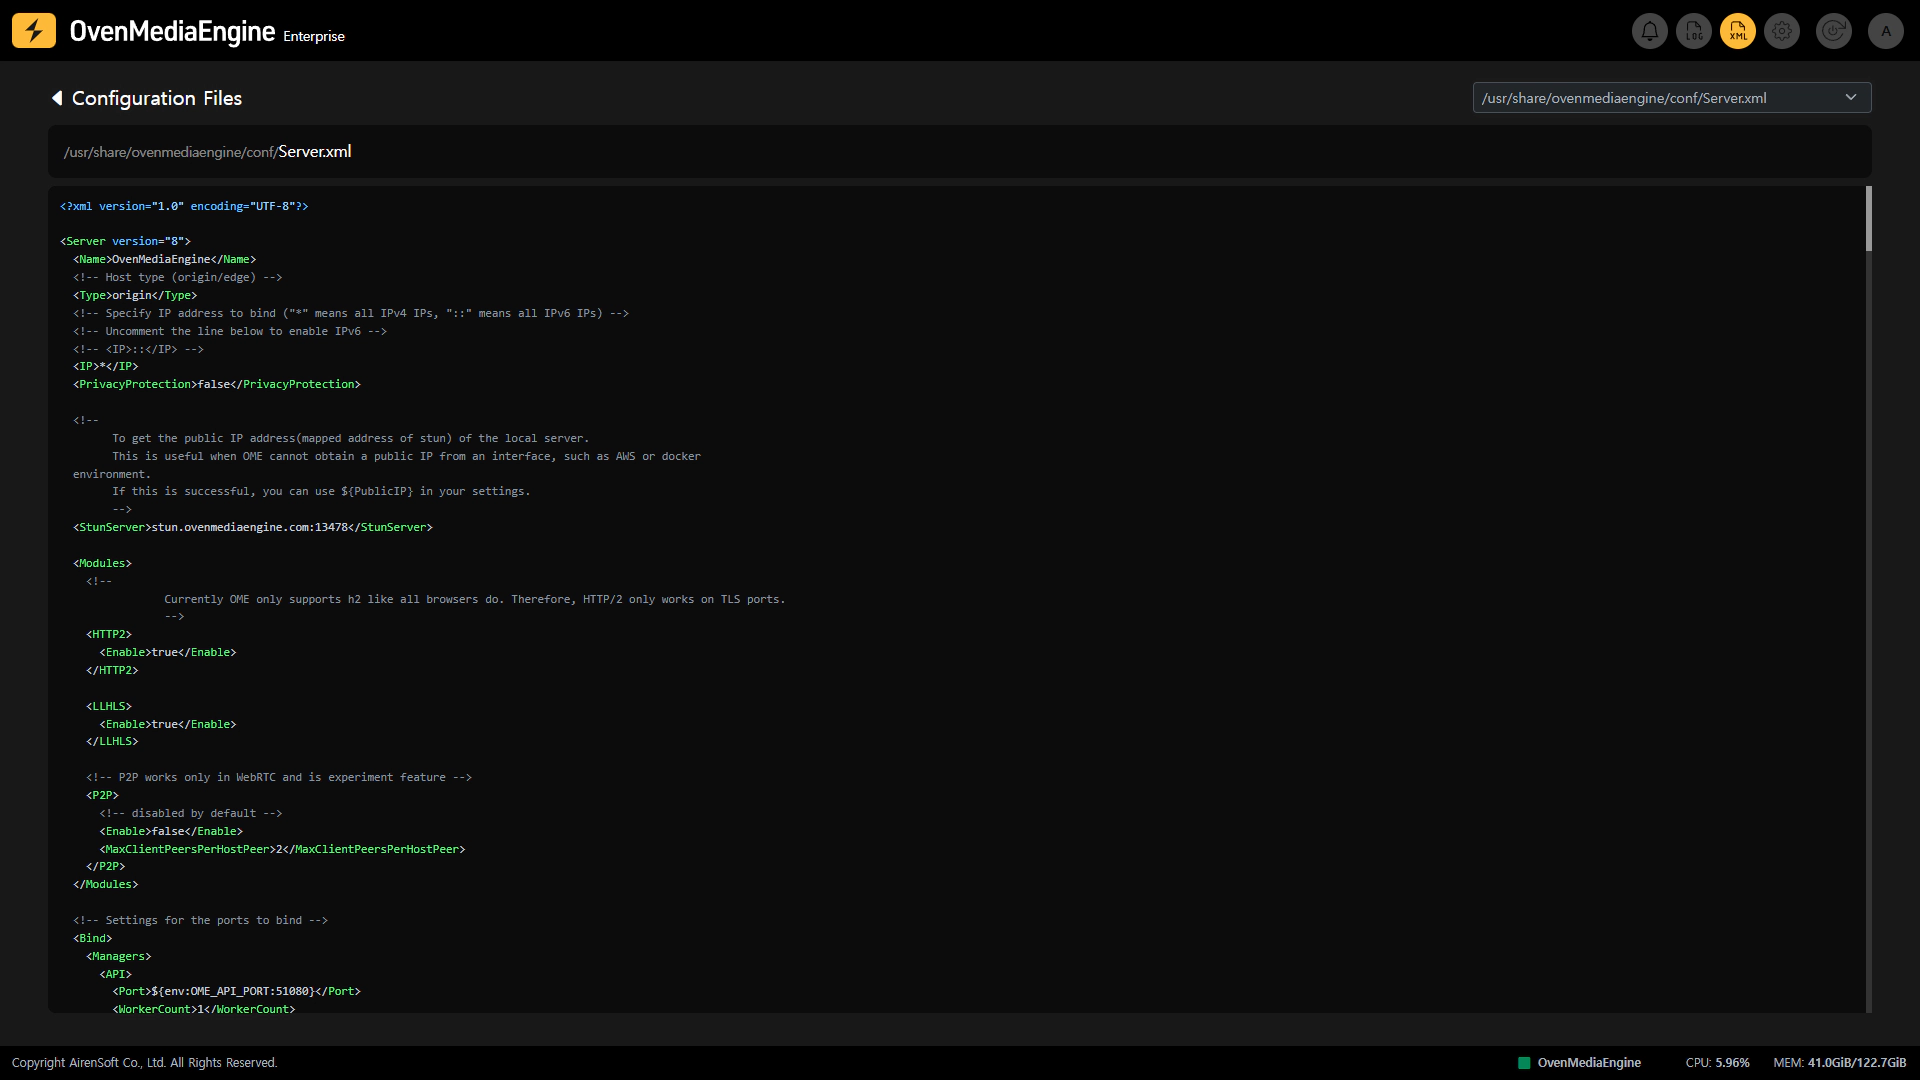 OvenMediaEngine Enterprise
LOG
XML
A
Configuration Files
/usr/share/ovenmediaengine/conf/Server.xml
/usr/share/ovenmediaengine/conf/Server.xml
<?xml version="1.0" encoding="UTF-8"?>
<Server version="8">
<Name>OvenMediaEngine</Name>
<!-- Host type (origin/edge) -->
<Type>origin</Type>
<!-- Specify IP address to bind ("*" means all IPv4 IPs, "::" means all IPv6 IPs) -->
<!-- Uncomment the line below to enable IPv6 -->
<!-- <IP>::</IP> -->
<IP>*</IP>
<PrivacyProtection>false</PrivacyProtection>
<!--
To get the public IP address(mapped address of stun) of the local server.
This is useful when OME cannot obtain a public IP from an interface, such as AWS or docker
environment.
If this is successful, you can use ${PublicIP} in your settings.
-->
<StunServer>stun.ovenmediaengine.com:13478</StunServer>
<Modules>
<!--
Currently OME only supports h2 like all browsers do. Therefore, HTTP/2 only works on TLS ports.
-->
<HTTP2>
<Enable>true</Enable>
</HTTP2>
<LLHLS>
<Enable>true</Enable>
</LLHLS>
<!-- P2P works only in WebRTC and is experiment feature -->
<P2P>
<!-- disabled by default -->
<Enable>false</Enable>
<MaxClientPeersPerHostPeer>2</MaxClientPeersPerHostPeer>
</P2P>
</Modules>
<!-- Settings for the ports to bind -->
<Bind>
<Managers>
<API>
<Port>${env:OME_API_PORT:51080}</Port>
<WorkerCount>1</WorkerCount>
Copyright AirenSoft Co., Ltd. All Rights Reserved.
OvenMediaEngine CPU: 5.96% MEM: 41.0GiB/122.7GiB